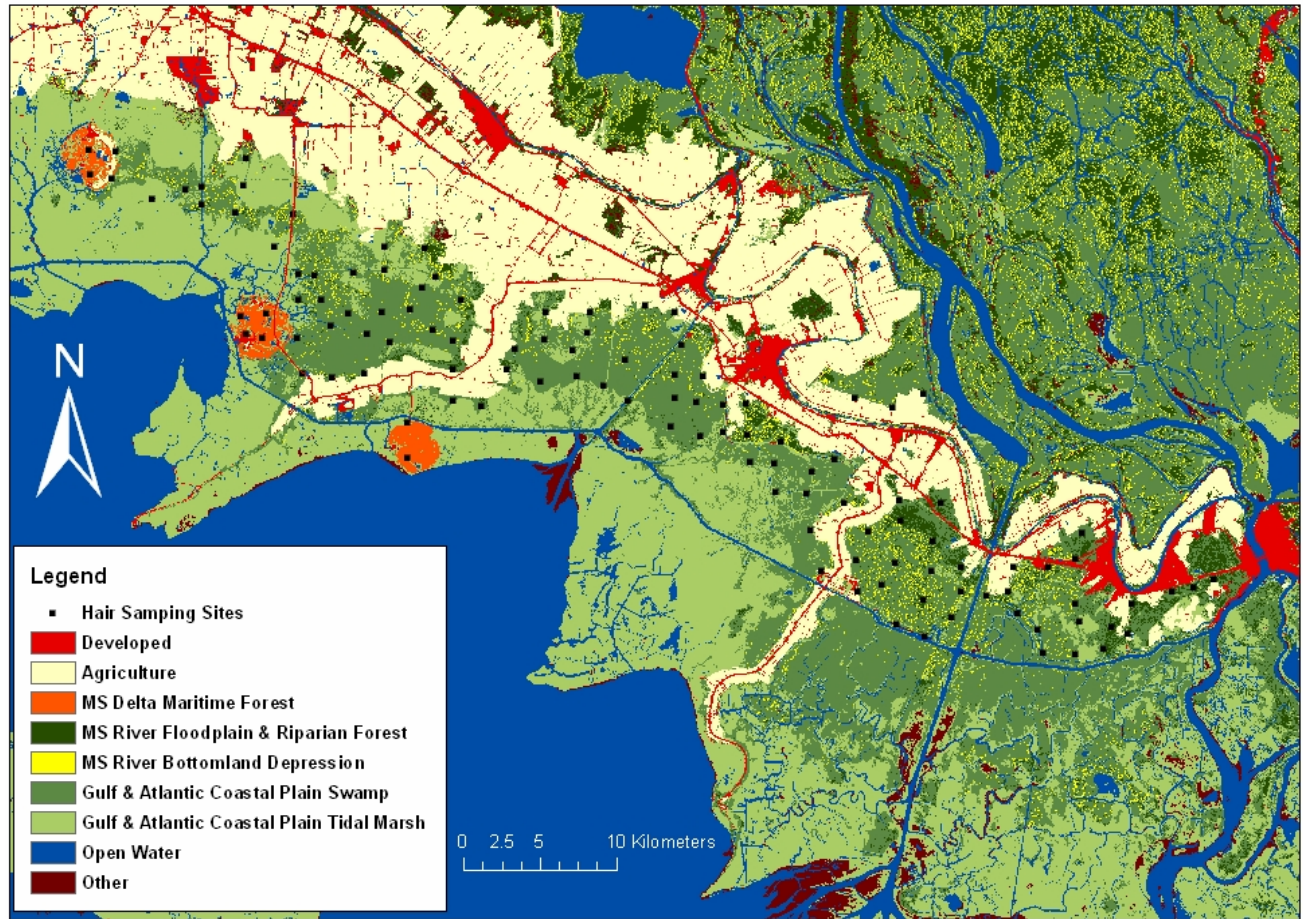 N
Legend
Hair Samping Sites
Developed
Agriculture
MS Delta Maritime Forest
MS River Floodplain & Riparian Forest
MS River Bottomland Depression
Gulf & Atlantic Coastal Plain Swamp
Gulf & Atlantic Coastal Plain Tidal Marsh
Open Water
Other
0 2.5 5 10 Kilometers